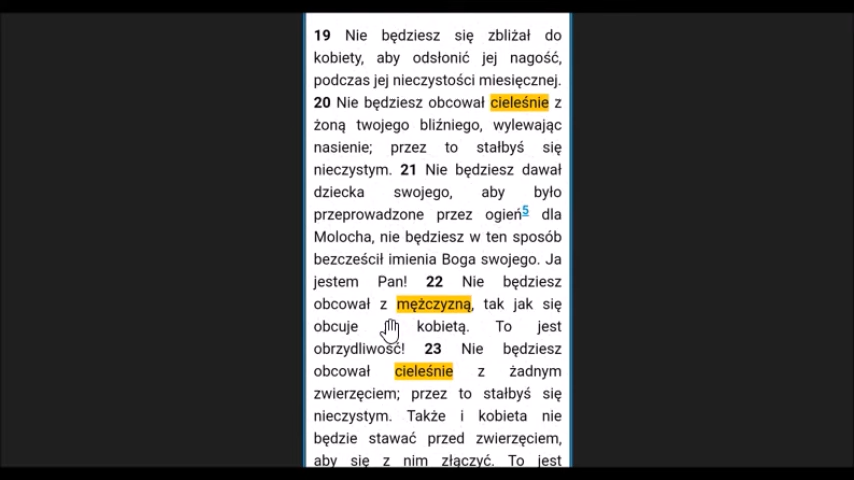 19 Nie będziesz się zbliżał do
kobiety, aby odsłonić jej nagość,
podczas jej nieczystości miesięcznej.
20 Nie będziesz obcował cieleśnie z
żoną twojego bliźniego, wylewając
nasienie; przez to stałbyś się
nieczystym. 21 Nie będziesz dawał
dziecka swojego, aby było
przeprowadzone przez ogień5 dla
Molocha, nie będziesz w ten sposób
bezcześcił imienia Boga swojego. Ja
jestem Pan! 22 Nie będziesz
obcował z mężczyzną, tak jak się
obcuje kobietą. To jest
obrzydliwość! 23 Nie będziesz
obcował cieleśnie z żadnym
zwierzęciem; przez to stałbyś się
nieczystym. Także i kobieta nie
będzie stawać przed zwierzęciem,
aby się z nim złączyć. To jest